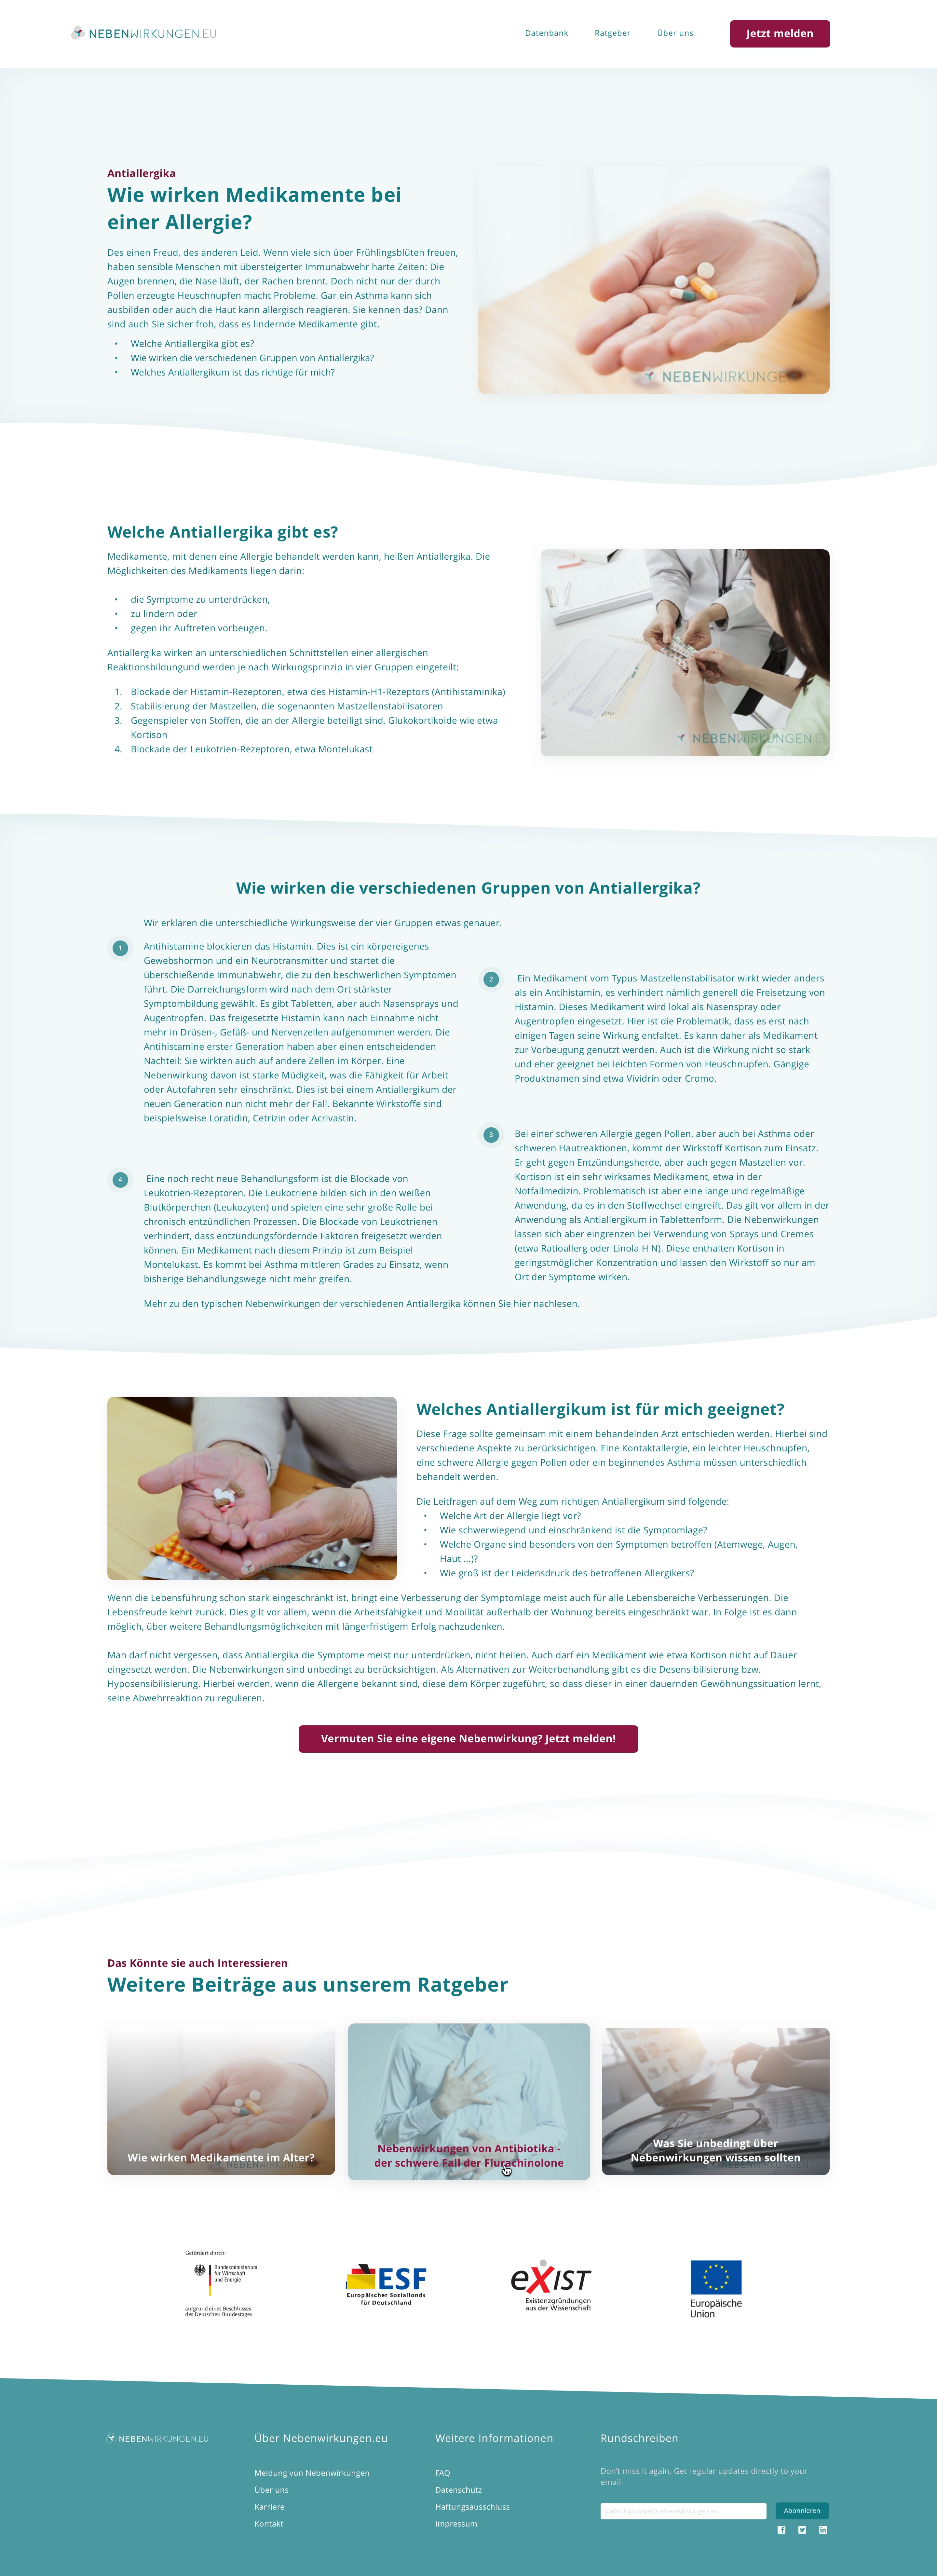 NEBENWIRKUNGEN.EU
Datenbank
Ratgeber
Über uns
Jetzt melden
Antiallergika
Wie wirken Medikamente bei
einer Allergie?
Des einen Freud, des anderen Leid. Wenn viele sich über Frühlingsblüten freuen,
haben sensible Menschen mit übersteigerter Immunabwehr harte Zeiten: Die
Augen brennen, die Nase läuft, der Rachen brennt. Doch nicht nur der durch
Pollen erzeugte Heuschnupfen macht Probleme. Gar ein Asthma kann sich
ausbilden oder auch die Haut kann allergisch reagieren. Sie kennen das? Dann
sind auch Sie sicher froh, dass es lindernde Medikamente gibt.
• Welche Antiallergika gibt es?
• Wie wirken die verschiedenen Gruppen von Antiallergika?
• Welches Antiallergikum ist das richtige für mich?
NEBENWIRKUNGE
Welche Antiallergika gibt es?
Medikamente, mit denen eine Allergie behandelt werden kann, heißen Antiallergika. Die
Möglichkeiten des Medikaments liegen darin:
• die Symptome zu unterdrücken,
• zu lindern oder
• gegen ihr Auftreten vorbeugen.
Antiallergika wirken an unterschiedlichen Schnittstellen einer allergischen
Reaktionsbildungund werden je nach Wirkungsprinzip in vier Gruppen eingeteilt:
1. Blockade der Histamin-Rezeptoren, etwa des Histamin-H1-Rezeptors (Antihistaminika)
2. Stabilisierung der Mastzellen, die sogenannten Mastzellenstabilisatoren
3. Gegenspieler von Stoffen, die an der Allergie beteiligt sind, Glukokortikoide wie etwa
Kortison
4. Blockade der Leukotrien-Rezeptoren, etwa Montelukast
NEBENWIRKUNGEN.EU
Wie wirken die verschiedenen Gruppen von Antiallergika?
Wir erklären die unterschiedliche Wirkungsweise der vier Gruppen etwas genauer.
1
Antihistamine blockieren das Histamin. Dies ist ein körpereigenes
Gewebshormon und ein Neurotransmitter und startet die
überschießende Immunabwehr, die zu den beschwerlichen Symptomen
führt. Die Darreichungsform wird nach dem Ort stärkster
Symptombildung gewählt. Es gibt Tabletten, aber auch Nasensprays und
Augentropfen. Das freigesetzte Histamin kann nach Einnahme nicht
mehr in Drüsen-, Gefäß- und Nervenzellen aufgenommen werden. Die
Antihistamine erster Generation haben aber einen entscheidenden
Nachteil: Sie wirkten auch auf andere Zellen im Körper. Eine
Nebenwirkung davon ist starke Müdigkeit, was die Fähigkeit für Arbeit
oder Autofahren sehr einschränkt. Dies ist bei einem Antiallergikum der
neuen Generation nun nicht mehr der Fall. Bekannte Wirkstoffe sind
beispielsweise Loratidin, Cetrizin oder Acrivastin.
2
Ein Medikament vom Typus Mastzellenstabilisator wirkt wieder anders
als ein Antihistamin, es verhindert nämlich generell die Freisetzung von
Histamin. Dieses Medikament wird lokal als Nasenspray oder
Augentropfen eingesetzt. Hier ist die Problematik, dass es erst nach
einigen Tagen seine Wirkung entfaltet. Es kann daher als Medikament
zur Vorbeugung genutzt werden. Auch ist die Wirkung nicht so stark
und eher geeignet bei leichten Formen von Heuschnupfen. Gängige
Produktnamen sind etwa Vividrin oder Cromo.
3
Bei einer schweren Allergie gegen Pollen, aber auch bei Asthma oder
schweren Hautreaktionen, kommt der Wirkstoff Kortison zum Einsatz.
Er geht gegen Entzündungsherde, aber auch gegen Mastzellen vor.
Kortison ist ein sehr wirksames Medikament, etwa in der
Notfallmedizin. Problematisch ist aber eine lange und regelmäßige
Anwendung, da es in den Stoffwechsel eingreift. Das gilt vor allem in der
Anwendung als Antiallergikum in Tablettenform. Die Nebenwirkungen
lassen sich aber eingrenzen bei Verwendung von Sprays und Cremes
(etwa Ratioallerg oder Linola H N). Diese enthalten Kortison in
geringstmöglicher Konzentration und lassen den Wirkstoff so nur am
Ort der Symptome wirken.
4
Eine noch recht neue Behandlungsform ist die Blockade von
Leukotrien-Rezeptoren. Die Leukotriene bilden sich in den weißen
Blutkörperchen (Leukozyten) und spielen eine sehr große Rolle bei
chronisch entzündlichen Prozessen. Die Blockade von Leukotrienen
verhindert, dass entzündungsfördernde Faktoren freigesetzt werden
können. Ein Medikament nach diesem Prinzip ist zum Beispiel
Montelukast. Es kommt bei Asthma mittleren Grades zu Einsatz, wenn
bisherige Behandlungswege nicht mehr greifen.
Mehr zu den typischen Nebenwirkungen der verschiedenen Antiallergika können Sie hier nachlesen.
Welches Antiallergikum ist für mich geeignet?
Diese Frage sollte gemeinsam mit einem behandelnden Arzt entschieden werden. Hierbei sind
verschiedene Aspekte zu berücksichtigen. Eine Kontaktallergie, ein leichter Heuschnupfen,
eine schwere Allergie gegen Pollen oder ein beginnendes Asthma müssen unterschiedlich
behandelt werden.
Die Leitfragen auf dem Weg zum richtigen Antiallergikum sind folgende:
• Welche Art der Allergie liegt vor?
• Wie schwerwiegend und einschränkend ist die Symptomlage?
• Welche Organe sind besonders von den Symptomen betroffen (Atemwege, Augen,
Haut ...)?
• Wie groß ist der Leidensdruck des betroffenen Allergikers?
Wenn die Lebensführung schon stark eingeschränkt ist, bringt eine Verbesserung der Symptomlage meist auch für alle Lebensbereiche Verbesserungen. Die
Lebensfreude kehrt zurück. Dies gilt vor allem, wenn die Arbeitsfähigkeit und Mobilität außerhalb der Wohnung bereits eingeschränkt war. In Folge ist es dann
möglich, über weitere Behandlungsmöglichkeiten mit längerfristigem Erfolg nachzudenken.
Man darf nicht vergessen, dass Antiallergika die Symptome meist nur unterdrücken, nicht heilen. Auch darf ein Medikament wie etwa Kortison nicht auf Dauer
eingesetzt werden. Die Nebenwirkungen sind unbedingt zu berücksichtigen. Als Alternativen zur Weiterbehandlung gibt es die Desensibilisierung bzw.
Hyposensibilisierung. Hierbei werden, wenn die Allergene bekannt sind, diese dem Körper zugeführt, so dass dieser in einer dauernden Gewöhnungssituation lernt,
seine Abwehrreaktion zu regulieren.
Vermuten Sie eine eigene Nebenwirkung? Jetzt melden!
Das Könnte sie auch Interessieren
Weitere Beiträge aus unserem Ratgeber
Wie wirken Medikamente im Alter?
Nebenwirkungen von Antibiotika -
der schwere Fall der Flurachinolone
Was Sie unbedingt über
Nebenwirkungen wissen sollten
Gefördert durch:
Bundesministerium
für Wirtschaft
und Energie
aufgrund eines Beschlusses
des Deutschen Bundestages
ESF
Europäischer Sozialfonds
für Deutschland
eXIST
Existenzgründungen
aus der Wissenschaft
Europäische
Union
NEBENWIRKUNGEN.EU
Über Nebenwirkungen.eu
Meldung von Nebenwirkungen
Über uns
Karriere
Kontakt
Weitere Informationen
FAQ
Datenschutz
Haftungsausschluss
Impressum
Rundschreiben
Don't miss it again. Get regular updates directly to your
email
Abonnieren